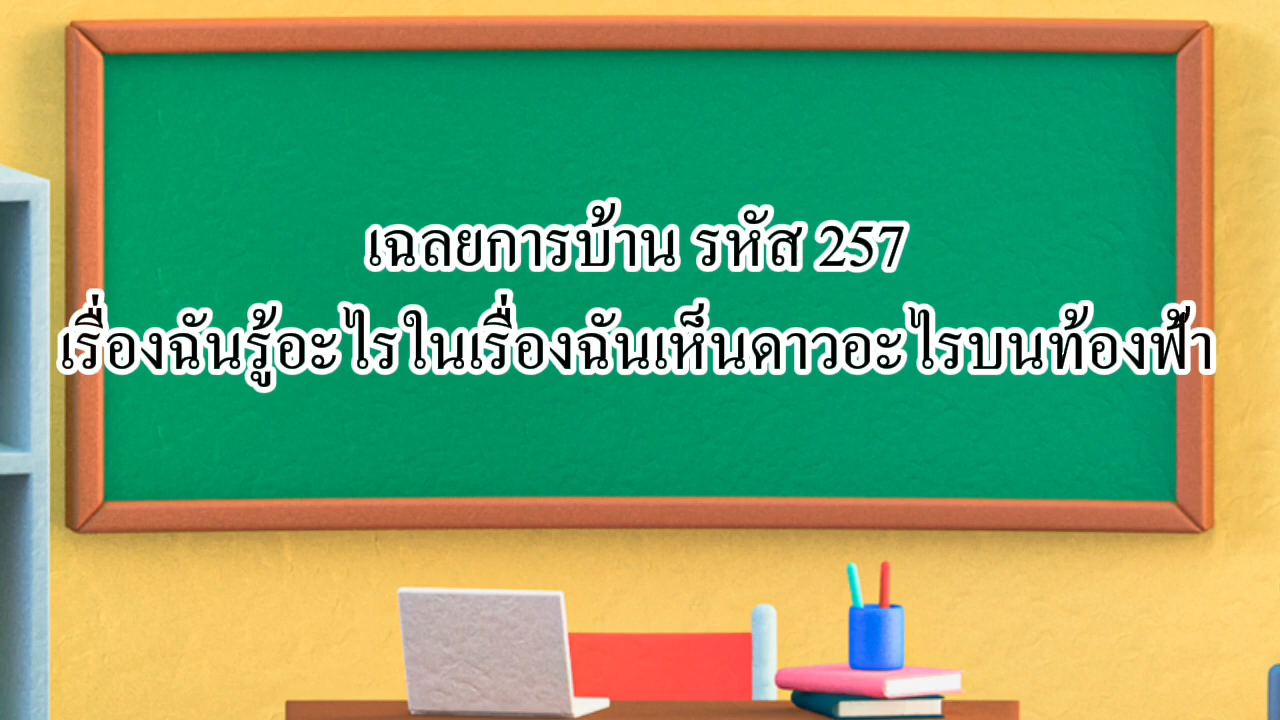 เฉลยการบ้าน รหัส 257
เรื่องฉันรู้อะไรในเรื่องฉันเห็นดาวอะไรบนท้องฟ้า